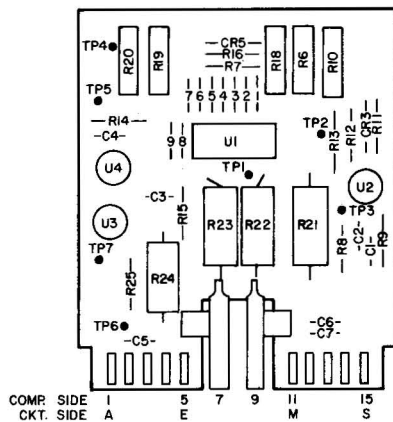 TP4
R20
R19
CR5
R16
R7
R18
R6
R10
TP5
7 6 5 4 3 2 1
R14
C4
9 8
U1
TP2
R13
R12
CR3
R11
TP1
U4
U2
C3
R15
R23
R22
R21
TP3
U3
R8
C2
C1
R9
TP7
R24
R25
TP6
C5
C6
C7
COMP. SIDE 1 5 7 9 11 15
CKT. SIDE A E M S